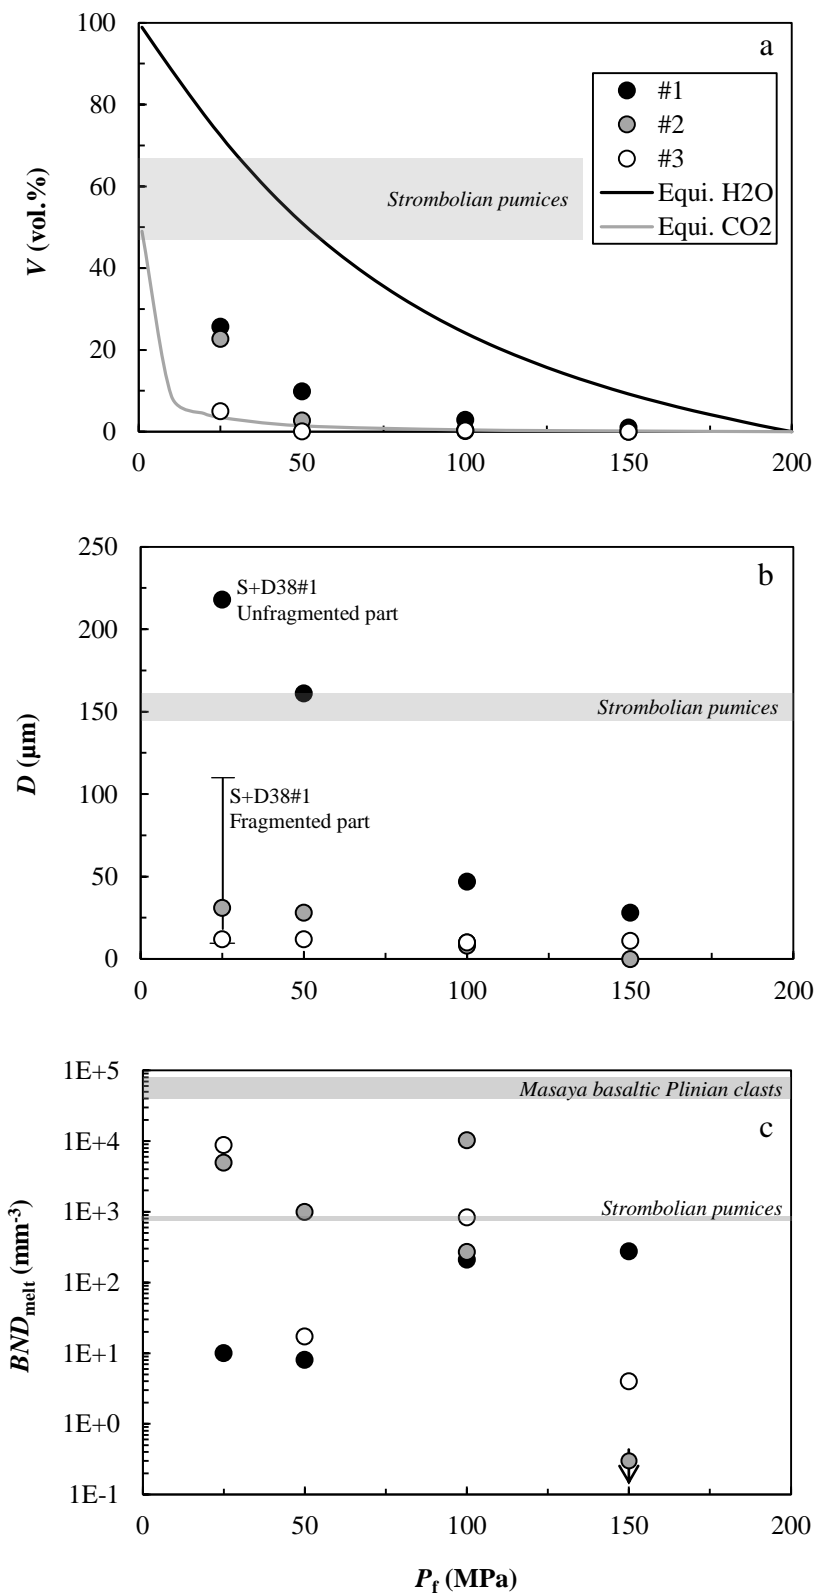 100
80
60
40
20
0
V (vol.%)
a
#1
#2
#3
Equi. H2O
Equi. CO2
Strombolian pumices
0
50
100
150
200
250
200
150
100
50
0
D (µm)
b
S+D38#1
Unfragmented part
Strombolian pumices
S+D38#1
Fragmented part
0
50
100
150
200
1E+5
1E+4
1E+3
1E+2
1E+1
1E+0
1E-1
BNDmelt (mm-3)
Masaya basaltic Plinian clasts
c
Strombolian pumices
0
50
100
150
200
Pf (MPa)